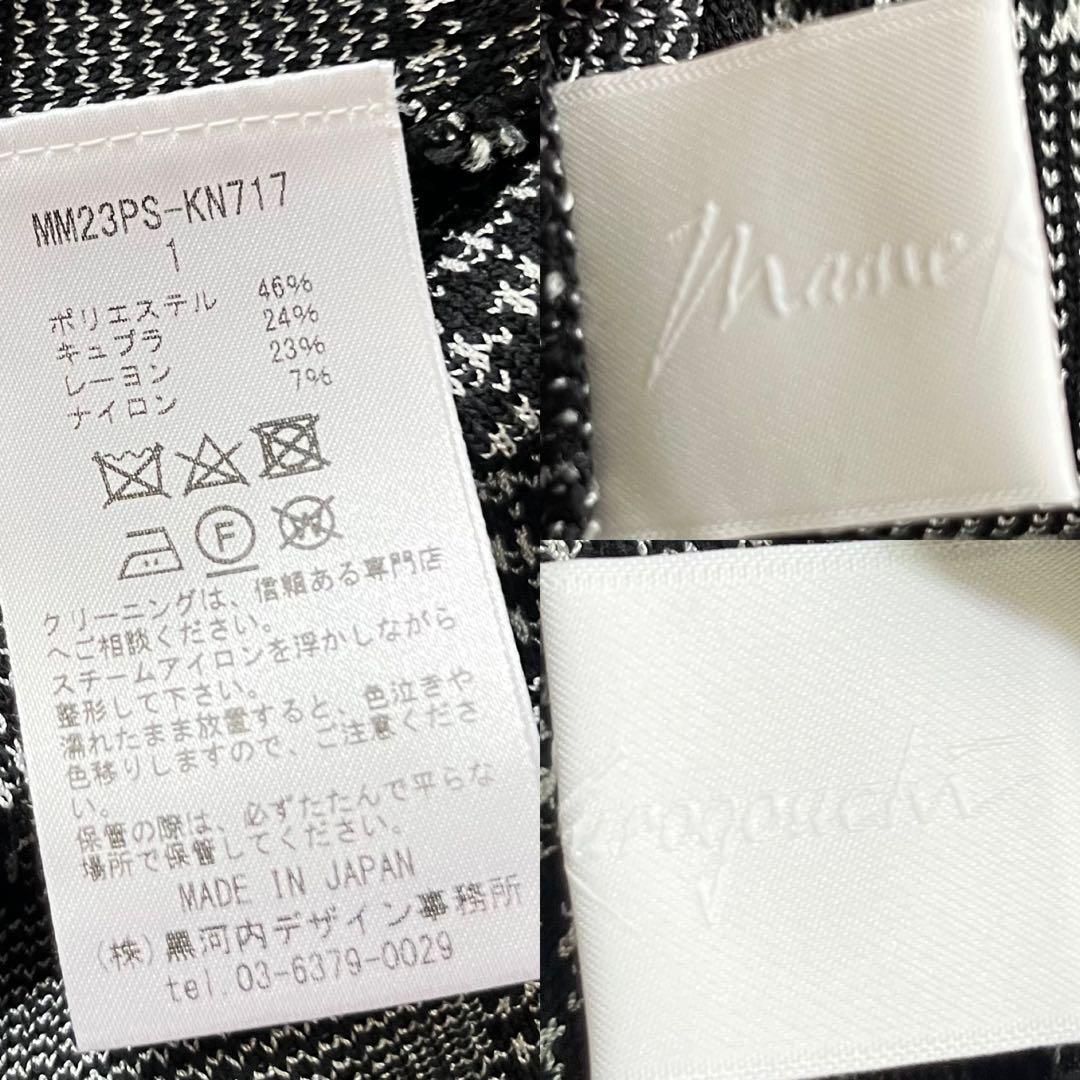 MM23PS-KN717
1
ポリエステル 46%
キュプラ 24%
レーヨン 23%
ナイロン 7%
F
W
クリーニングは、信頼ある専門店
へご相談ください。
スチームアイロンを浮かしながら
整形して下さい。
濡れたまま放置すると、色泣きや
色移りしますので、ご注意くださ
い。
保管の際は、必ずたたんで平らな
場所で保管してください。
MADE IN JAPAN
(株)黒河内デザイン事務所
tel.03-6379-0029
Mame K
urogouchi